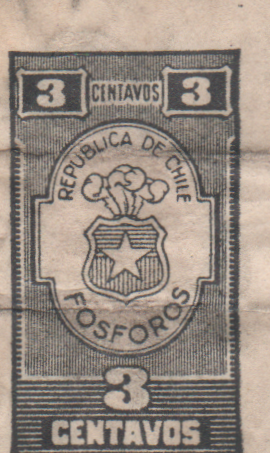 3 CENTAVOS 3
REPUBLICA DE CHILE
FOSFOROS
3
CENTAVOS